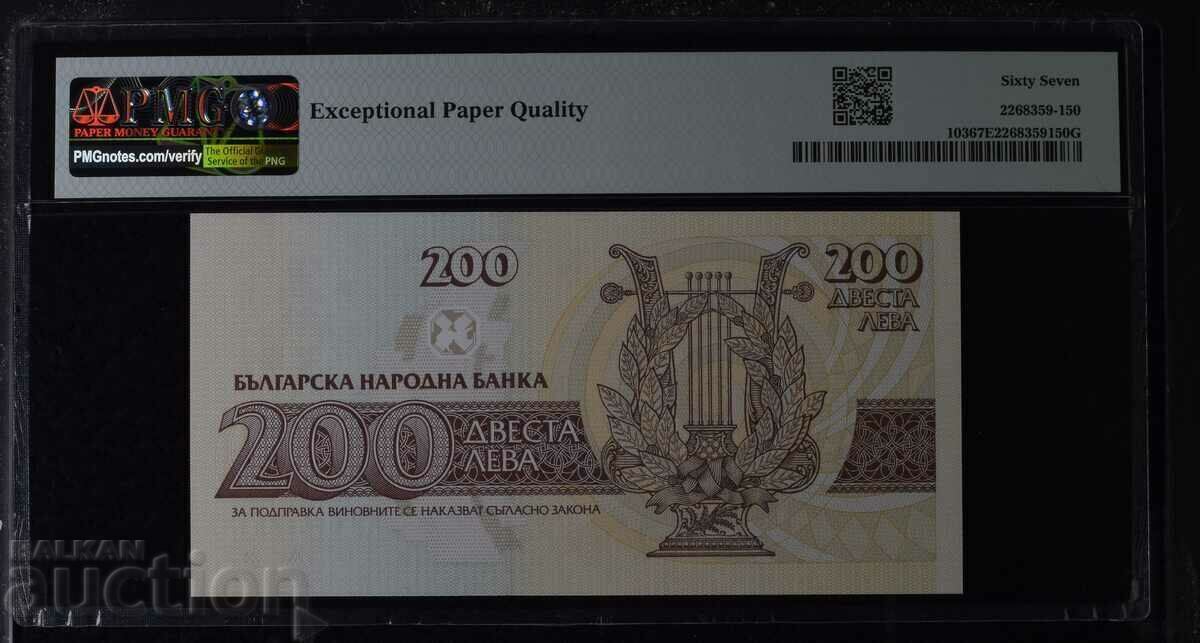 PMG
PAPER MONEY GUARAN
PMGnotes.com/verify
The Official G
Service of the PNG
Exceptional Paper Quality
Sixty Seven
2268359-150
10367E2268359150G
200
200
ДВЕСТА
ЛЕВА
БЪЛГАРСКА НАРОДНА БАНКА
200 ДВЕСТА
ЛЕВА
ЗА ПОДПРАВКА ВИНОВНИТЕ СЕ НАКАЗВАТ СЪГЛАСНО ЗАКОНА
BALKAN
auction